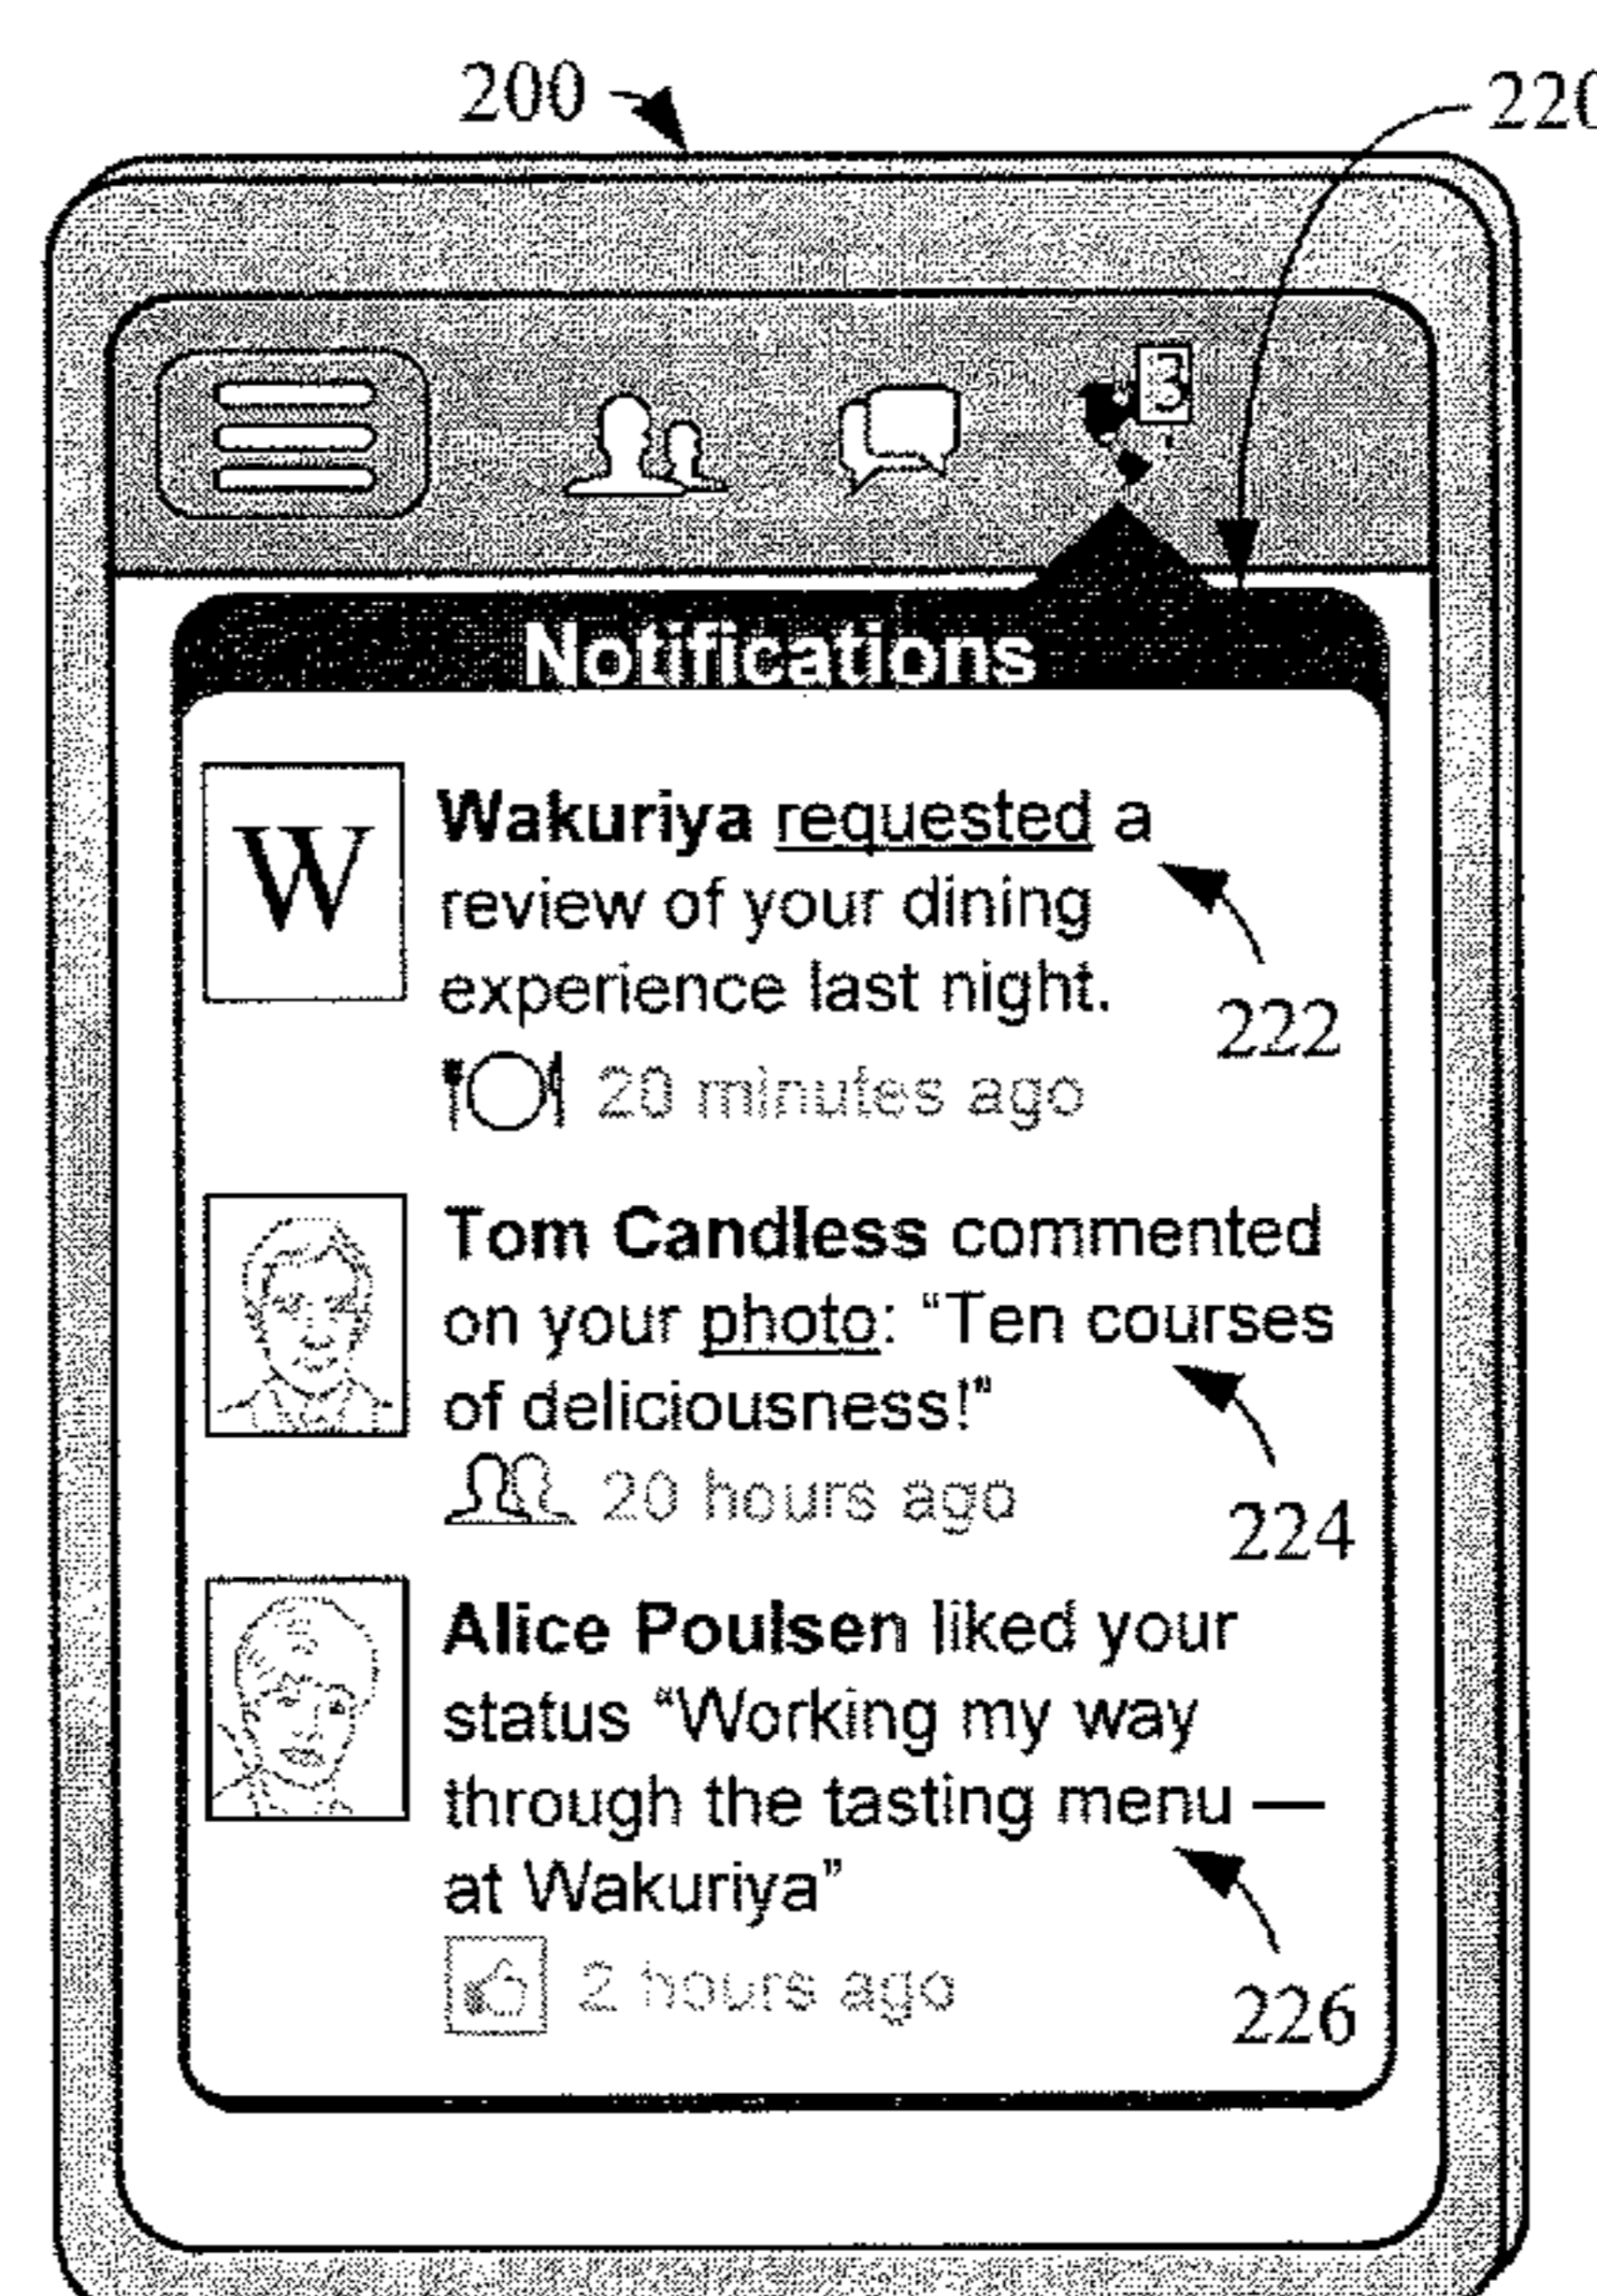 200
220
3
Notifications
W
Wakuriya requested a
review of your dining
experience last night.
222
20 minutes ago
Tom Candless commented
on your photo: “Ten courses
of deliciousness!”
20 hours ago
224
Alice Poulsen liked your
status “Working my way
through the tasting menu —
at Wakuriya”
2 hours ago
226